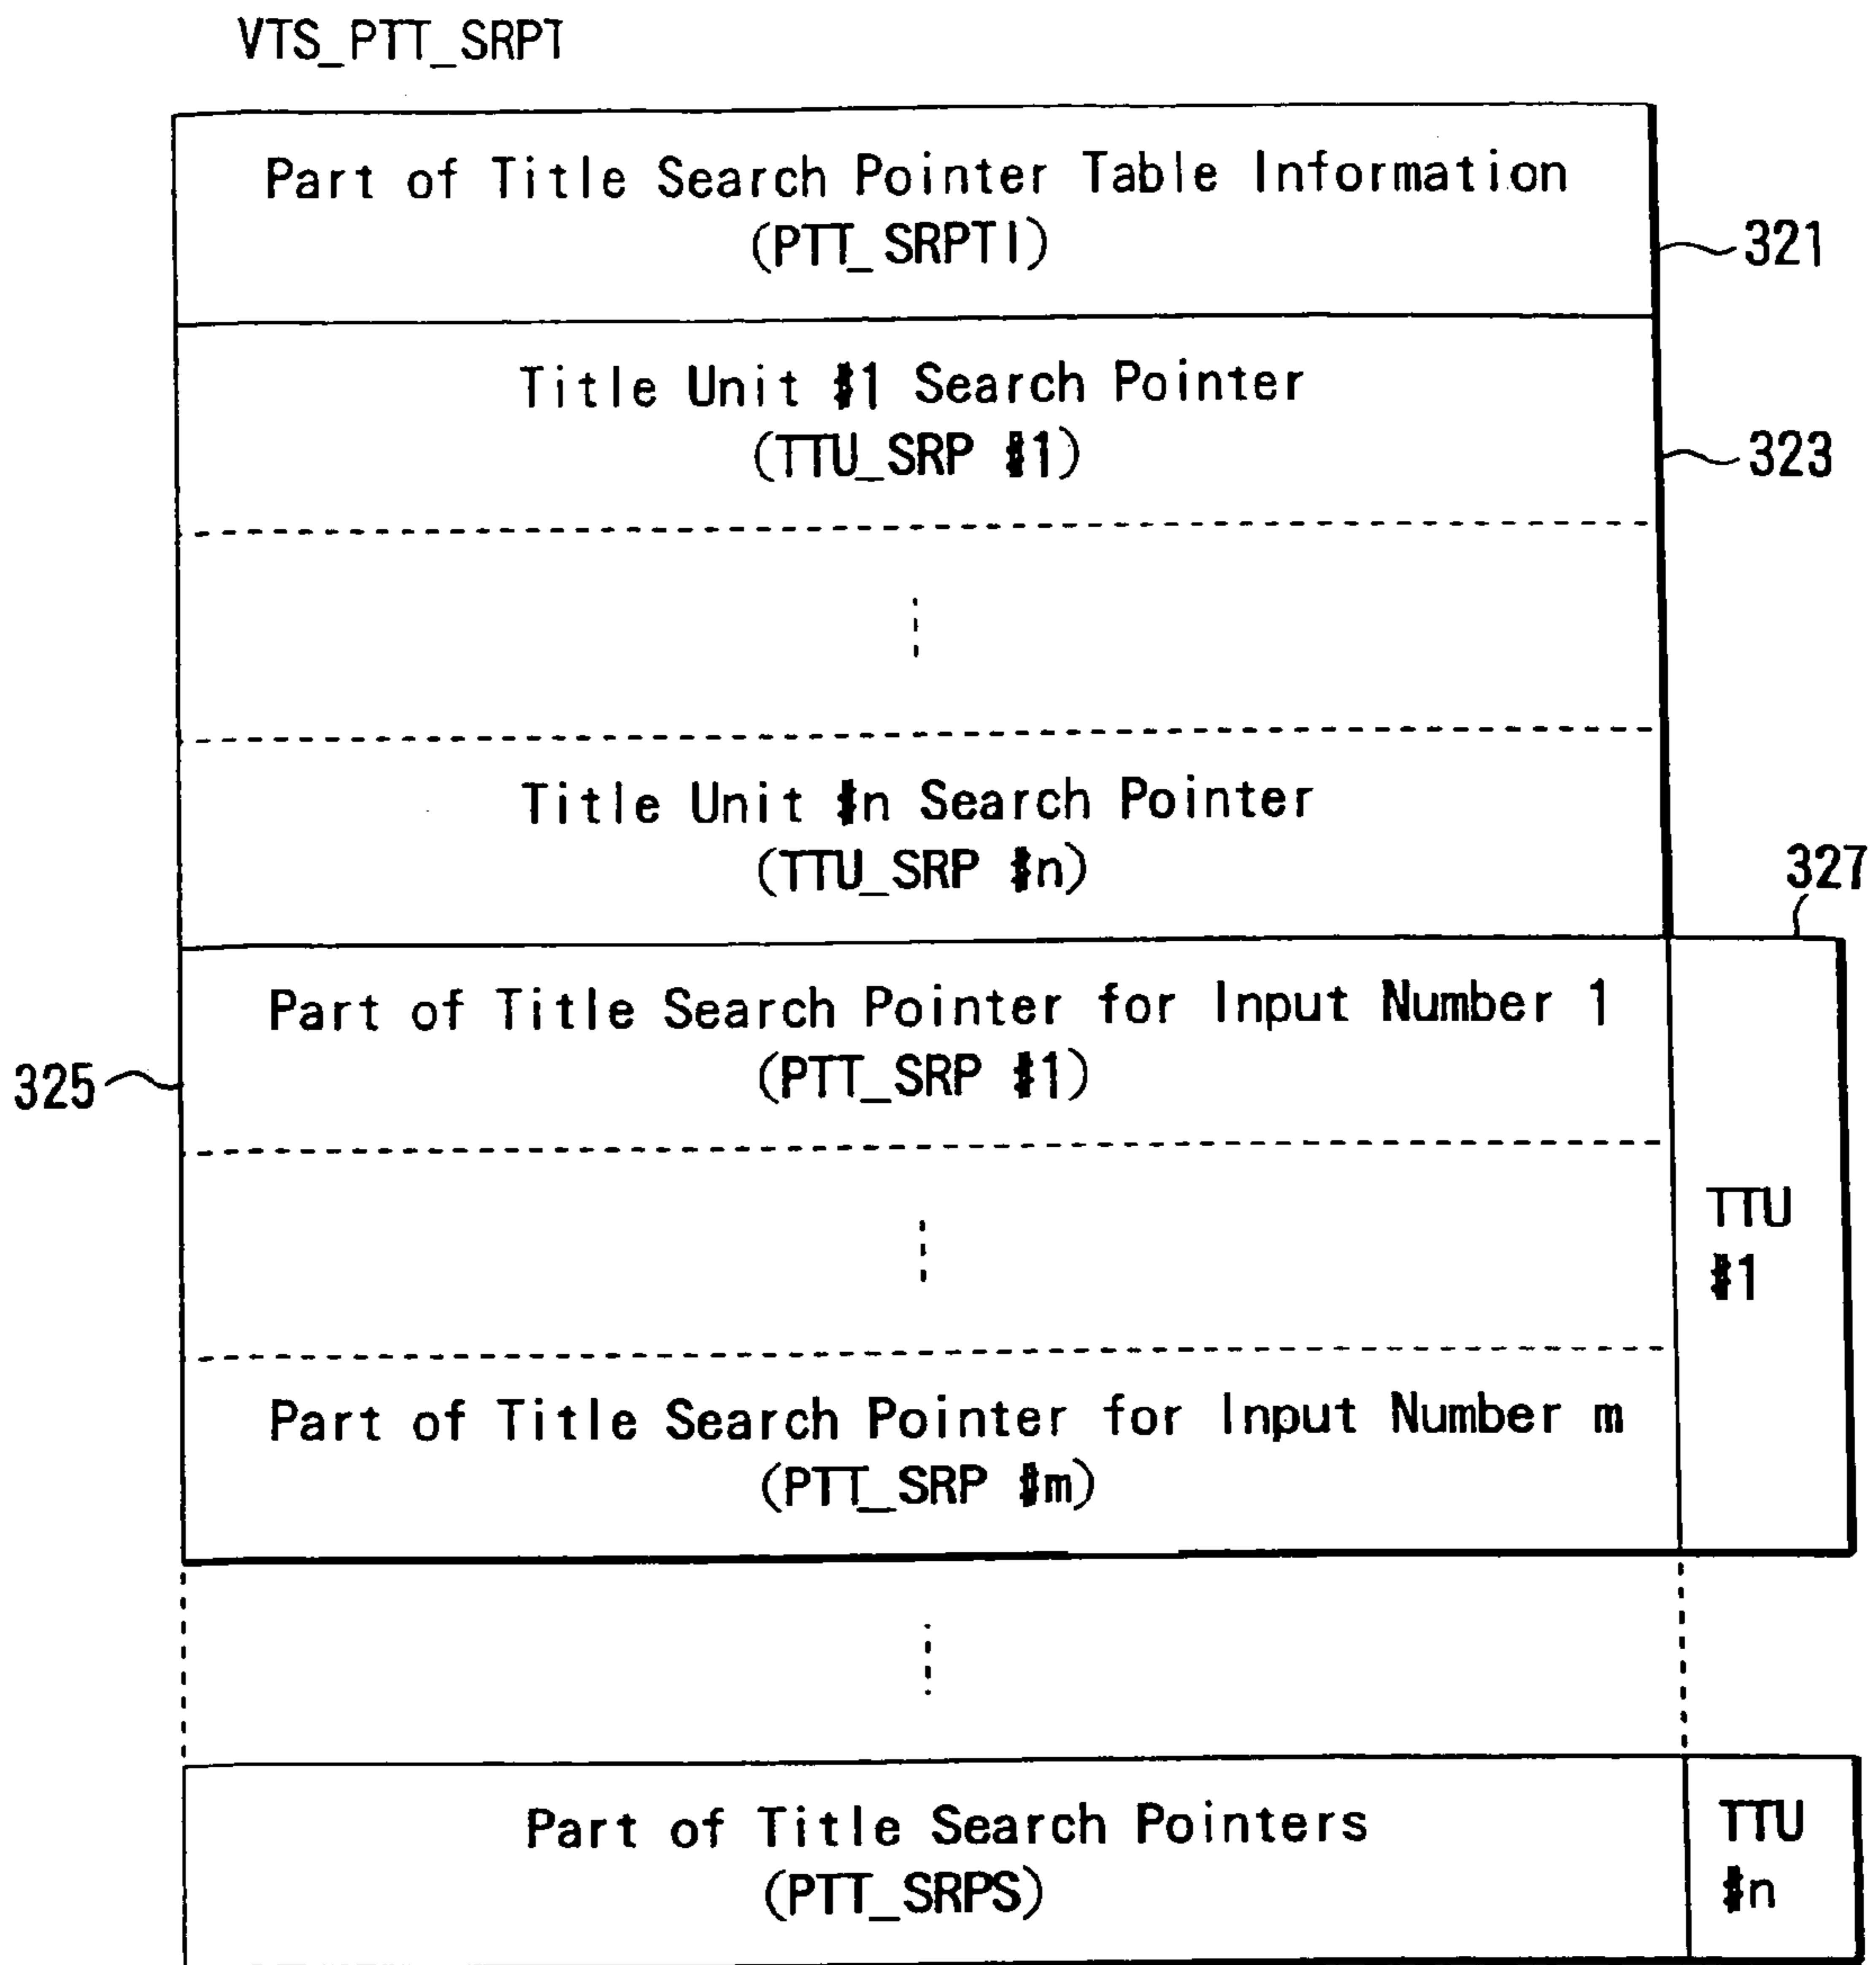 VTS_PTT_SRPT
Part of Title Search Pointer Table Information
(PTT_SRPTI)
321
Title Unit #1 Search Pointer
(TTU_SRP #1)
323
Title Unit #n Search Pointer
(TTU_SRP #n)
327
Part of Title Search Pointer for Input Number 1
(PTT_SRP #1)
325
TTU
#1
Part of Title Search Pointer for Input Number m
(PTT_SRP #m)
Part of Title Search Pointers
(PTT_SRPS)
TTU
#n